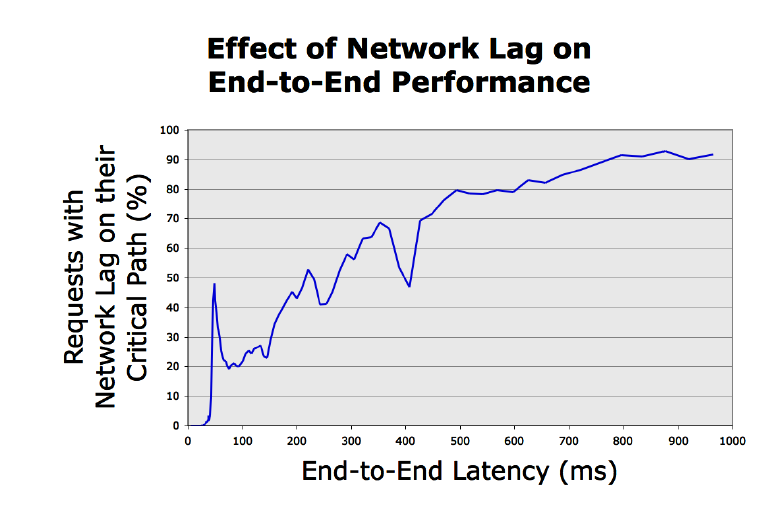 Effect of Network Lag on
End-to-End Performance
Requests with
Network Lag on their
Critical Path (%)
100
90
80
70
60
50
40
30
20
10
0
0 100 200 300 400 500 600 700 800 900 1000
End-to-End Latency (ms)